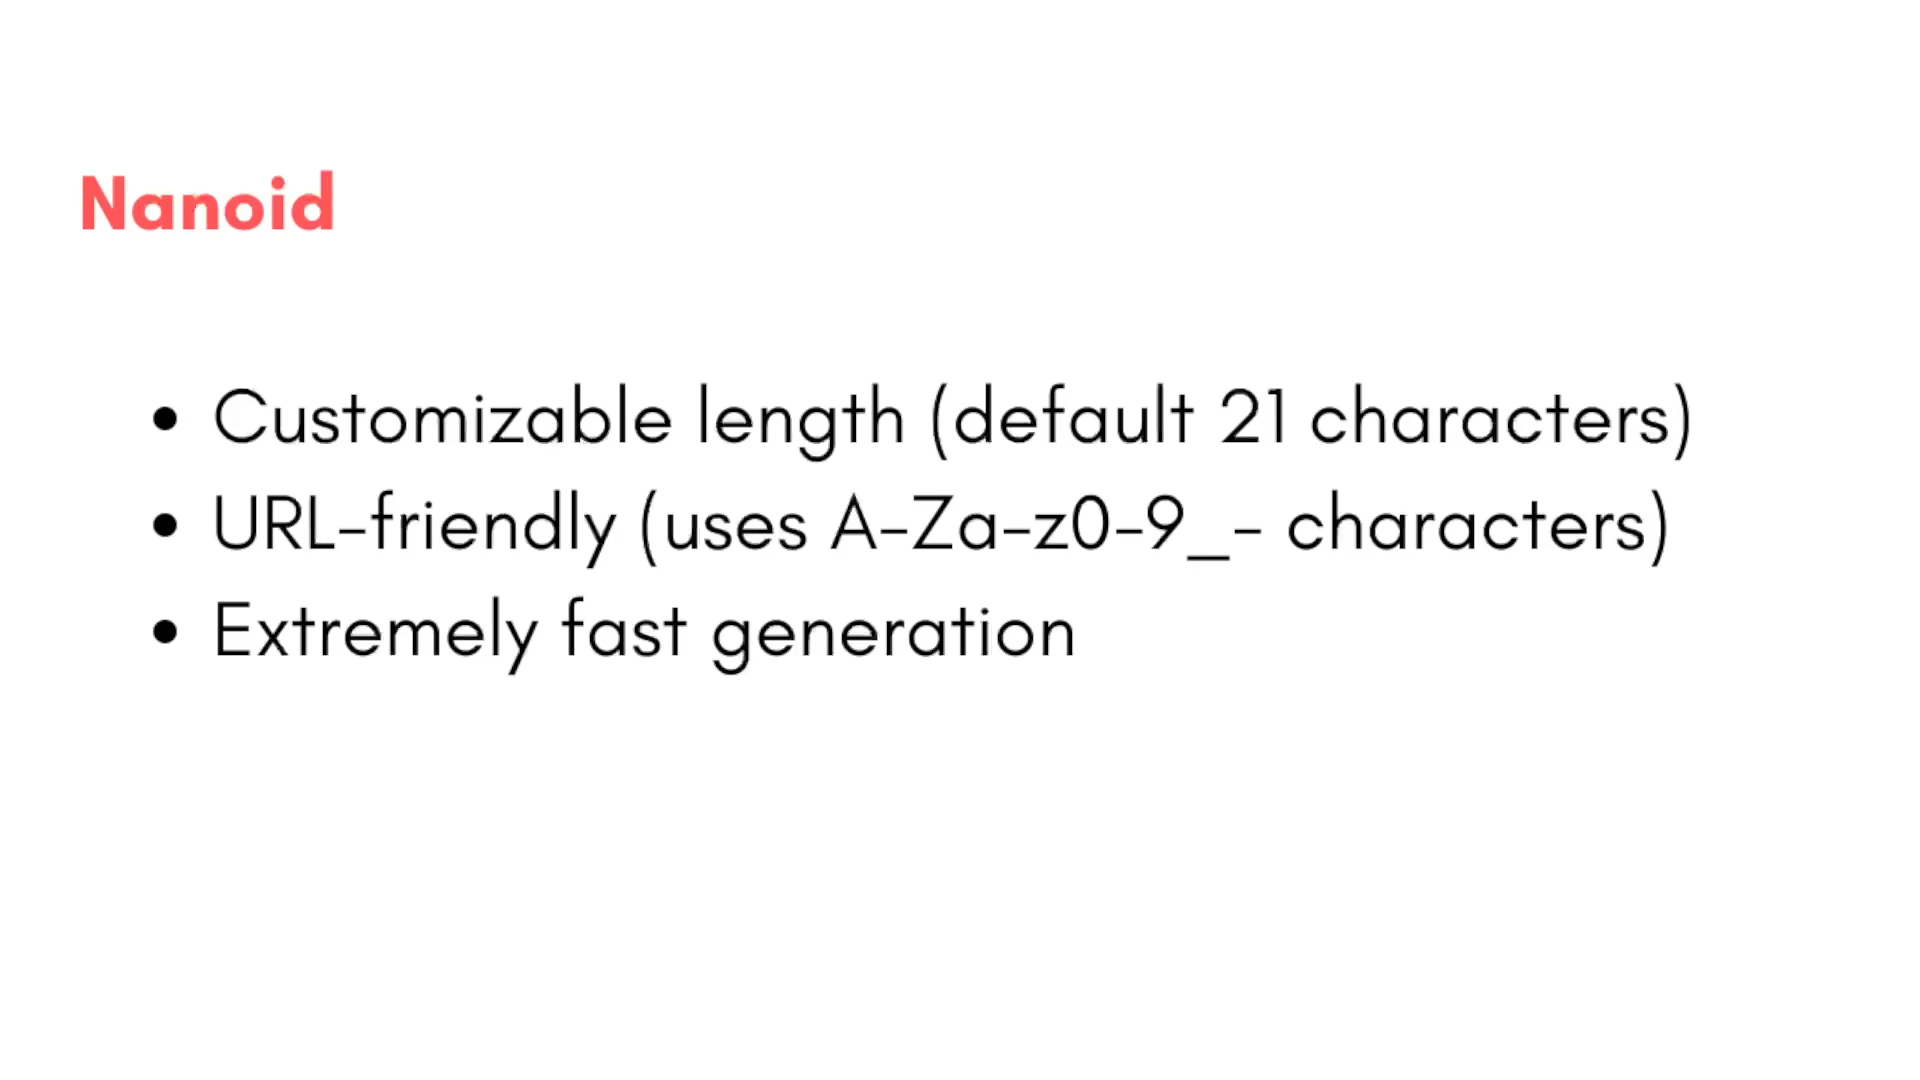 Nanoid
• Customizable length (default 21 characters)
• URL-friendly (uses A-Za-z0-9_- characters)
• Extremely fast generation